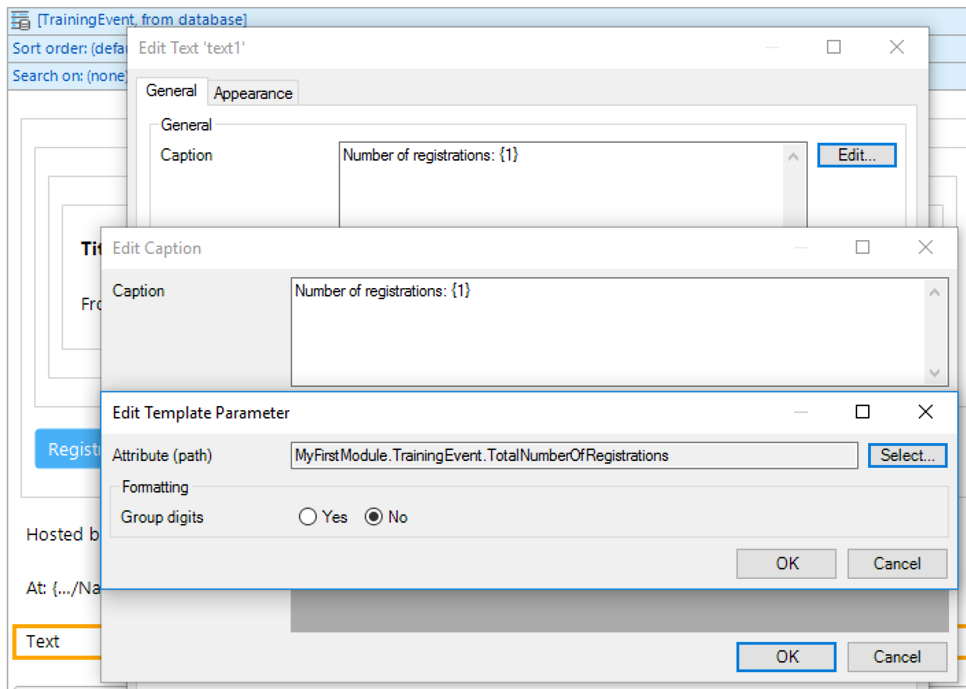 [TrainingEvent, from database]
Sort order: (defa
Edit Text 'text1'
Search on: (none)
General
Appearance
General
Caption
Number of registrations: {1}
Edit...
Tit
Edit Caption
Caption
Number of registrations: {1}
Fro
Edit Template Parameter
Regist
Attribute (path)
MyFirstModule.TrainingEvent.TotalNumberOfRegistrations
Select...
Formatting
Group digits
Yes
No
Hosted b
OK
Cancel
At: {.../Na
Text
OK
Cancel